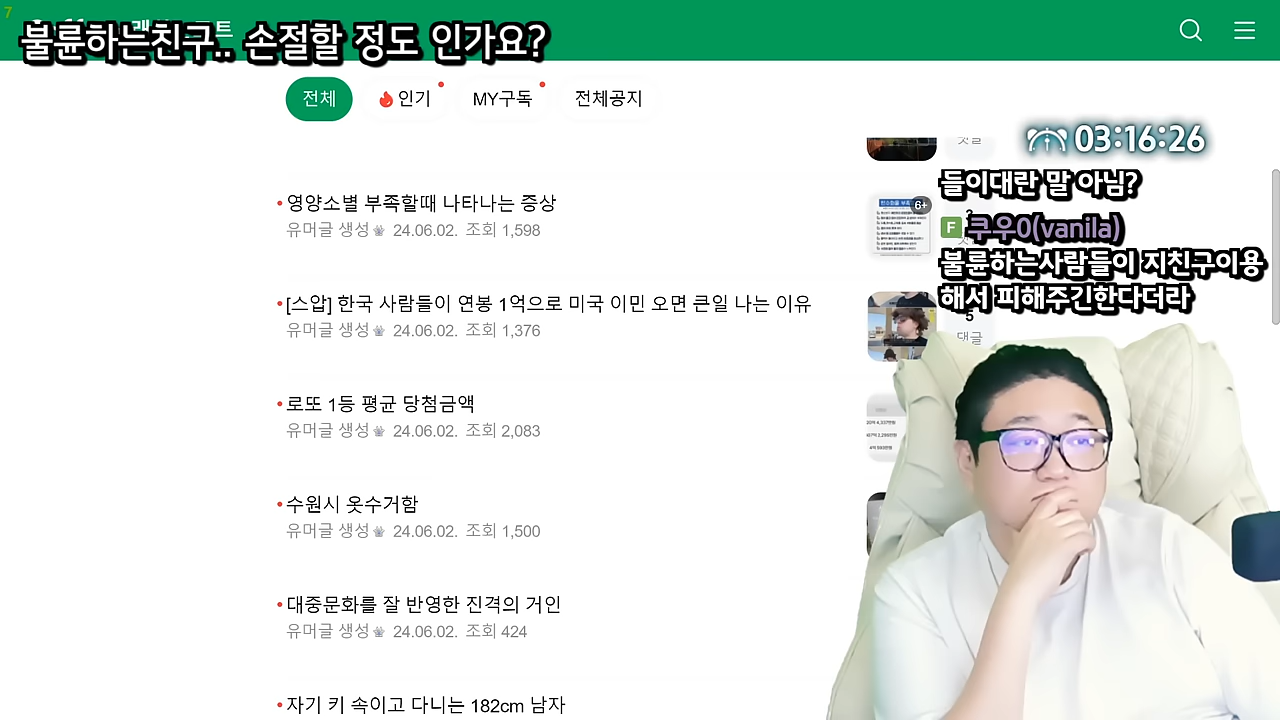 7
불륜하는친구.. 손절할 정도 인가요?
전체
인기
MY구독
전체공지
03:16:26
들이대란 말 아님?
F 쿠우0(vanila)
불륜하는사람들이 지친구이용
해서 피해주긴한다더라
영양소별 부족할때 나타나는 증상
유머글 생성 24.06.02. 조회 1,598
6+
[스압] 한국 사람들이 연봉 1억으로 미국 이민 오면 큰일 나는 이유
유머글 생성 24.06.02. 조회 1,376
5
댓글
로또 1등 평균 당첨금액
유머글 생성 24.06.02. 조회 2,083
수원시 옷수거함
유머글 생성 24.06.02. 조회 1,500
대중문화를 잘 반영한 진격의 거인
유머글 생성 24.06.02. 조회 424
자기 키 속이고 다니는 182cm 남자